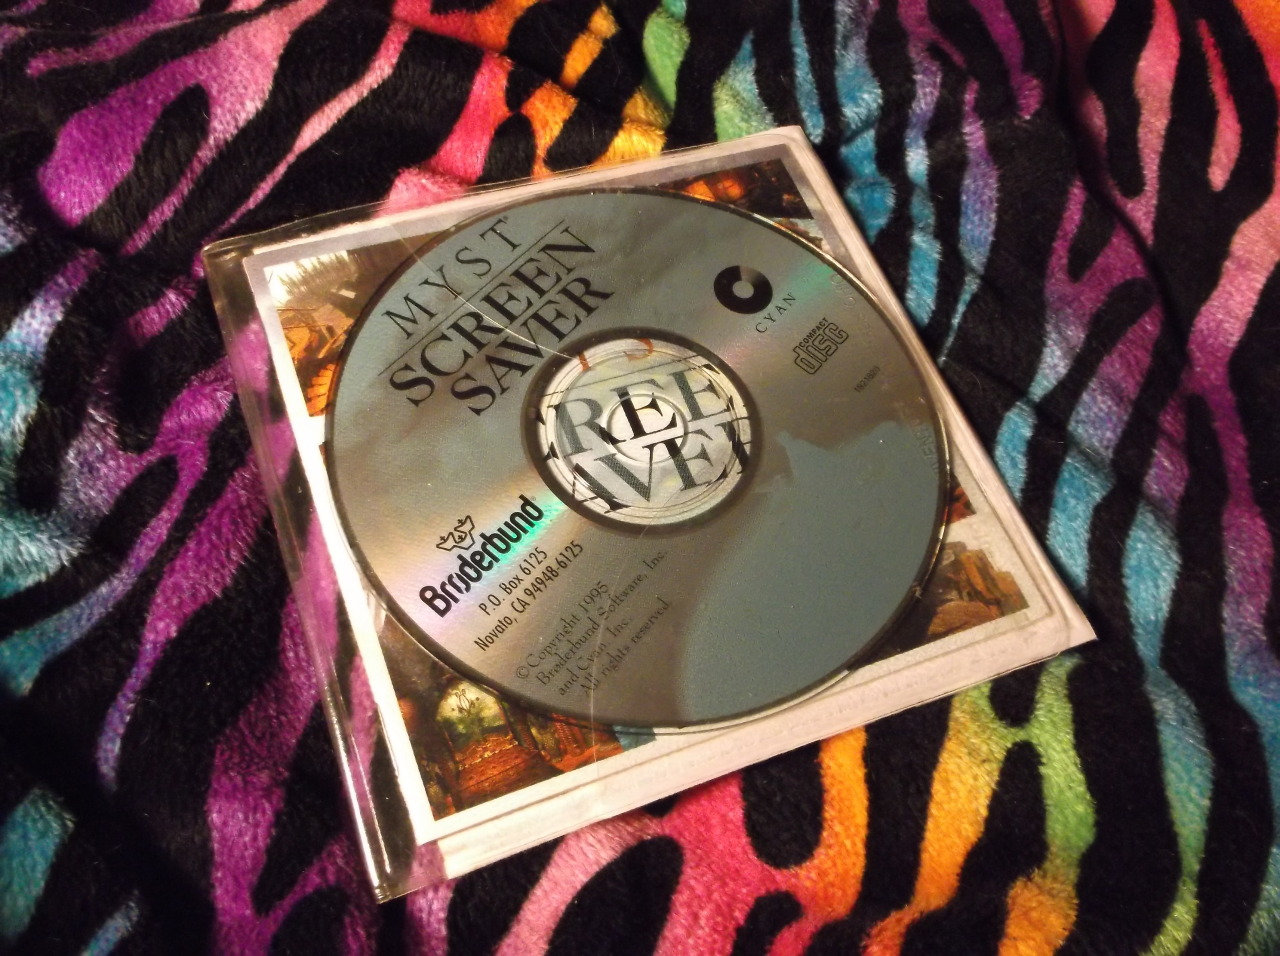 MYST®
SCREEN
SAVER
CYAN
COMPACT
disc
REE
AVE
Brøderbund®
P.O. Box 6125
Novato, CA 94948-6125
©Copyright 1995
Brøderbund Software, Inc.
and Cyan, Inc.
All rights reserved